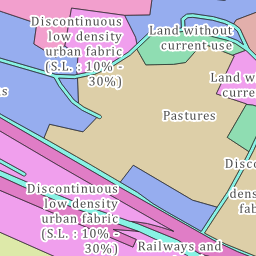 Discontinuous
low density
urban fabric
(S.L. : 10% -
30%)
Land without
current use
Land w
curre
s
Pastures
Disco
dens
fab
Discontinuous
low density
urban fabric
(S.L. : 10% -
30%)
Railways and